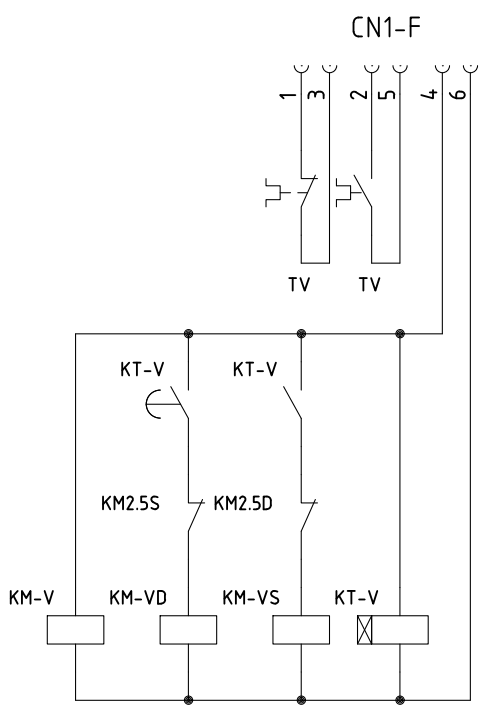 CN1-F
1 3 2 5 4 6
TV TV
KT-V KT-V
KM2.5S KM2.5D
KM-V KM-VD KM-VS KT-V